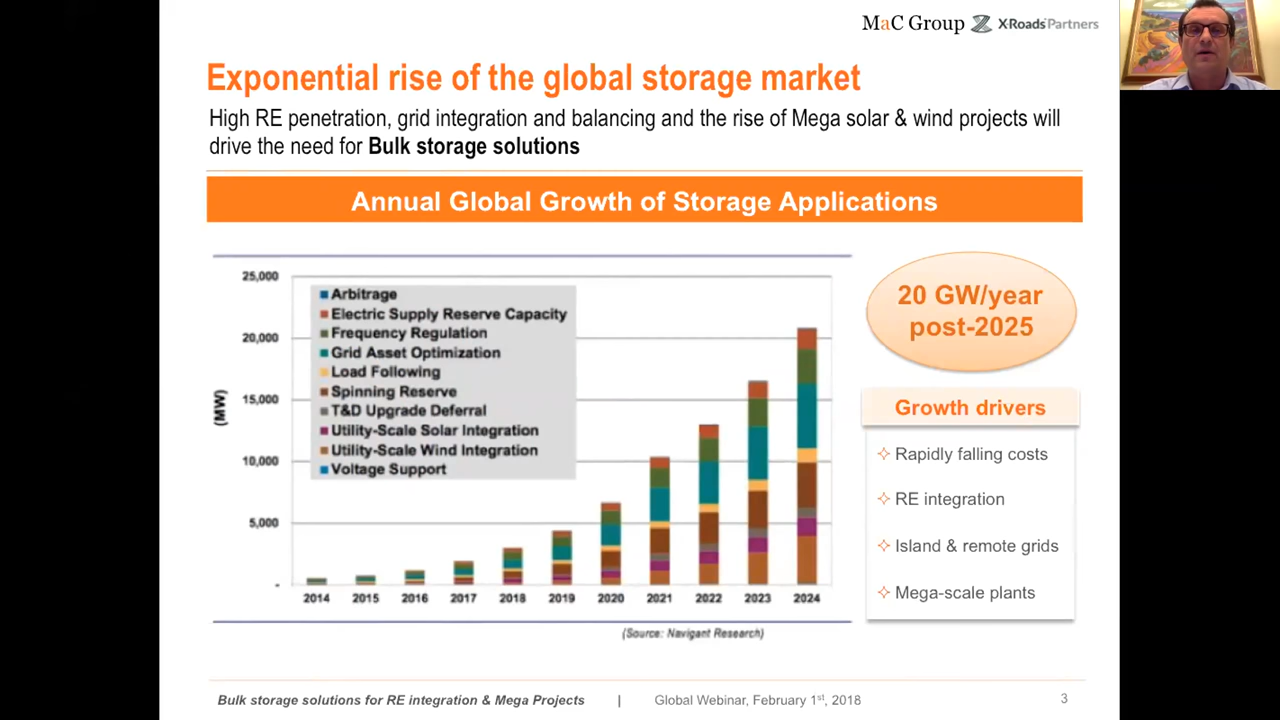 MaC Group XRoads Partners
Exponential rise of the global storage market
High RE penetration, grid integration and balancing and the rise of Mega solar & wind projects will
drive the need for Bulk storage solutions
Annual Global Growth of Storage Applications
25,000
20,000
15,000
10,000
5,000
-
(MW)
Arbitrage
Electric Supply Reserve Capacity
Frequency Regulation
Grid Asset Optimization
Load Following
Spinning Reserve
T&D Upgrade Deferral
Utility-Scale Solar Integration
Utility-Scale Wind Integration
Voltage Support
2014 2015 2016 2017 2018 2019 2020 2021 2022 2023 2024
(Source: Navigant Research)
20 GW/year
post-2025
Growth drivers
Rapidly falling costs
RE integration
Island & remote grids
Mega-scale plants
Bulk storage solutions for RE integration & Mega Projects | Global Webinar, February 1st, 2018 3